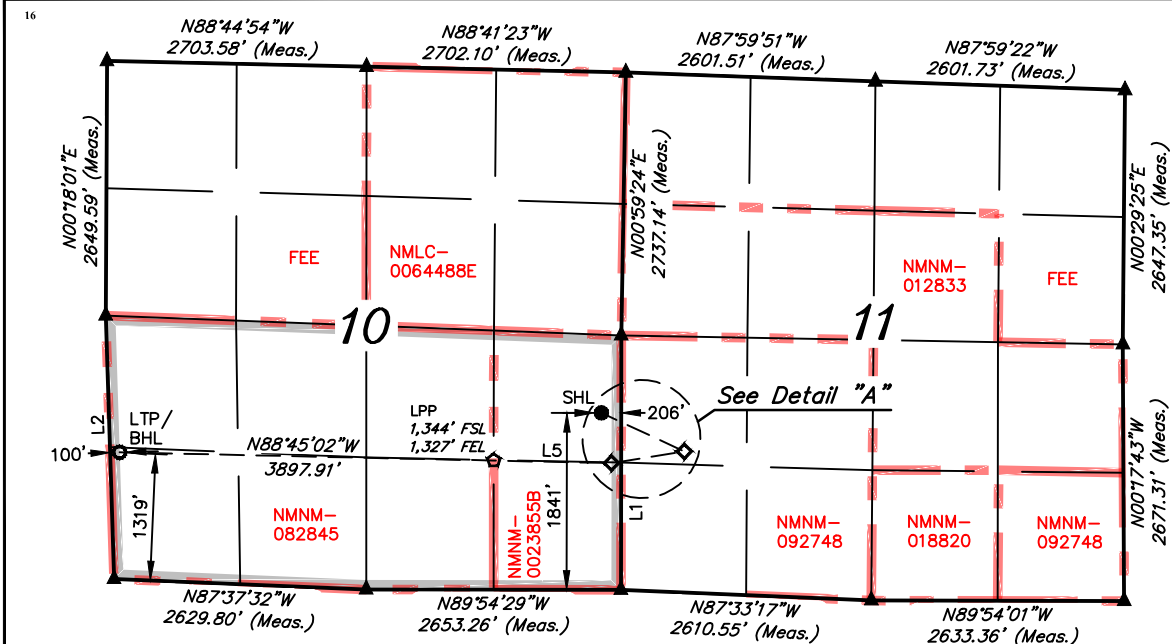 16
N88°44'54"W
2703.58' (Meas.)
N88°41'23"W
2702.10' (Meas.)
N87°59'51"W
2601.51' (Meas.)
N87°59'22"W
2601.73' (Meas.)
N00°18'01"E
2649.59' (Meas.)
N00°59'24"E
2737.14' (Meas.)
N00°29'25"E
2647.35' (Meas.)
FEE
NMLC-
0064488E
NMNM-
012833
FEE
10
11
See Detail "A"
SHL
206'
LPP
1,344' FSL
1,327' FEL
LTP/
BHL
L2
100'
N88°45'02"W
3897.91'
L5
1319'
1841'
L1
N00°17'43"W
2671.31' (Meas.)
NMNM-
082845
NMNM-
0023855B
NMNM-
092748
NMNM-
018820
NMNM-
092748
N87°37'32"W
2629.80' (Meas.)
N89°54'29"W
2653.26' (Meas.)
N87°33'17"W
2610.55' (Meas.)
N89°54'01"W
2633.36' (Meas.)